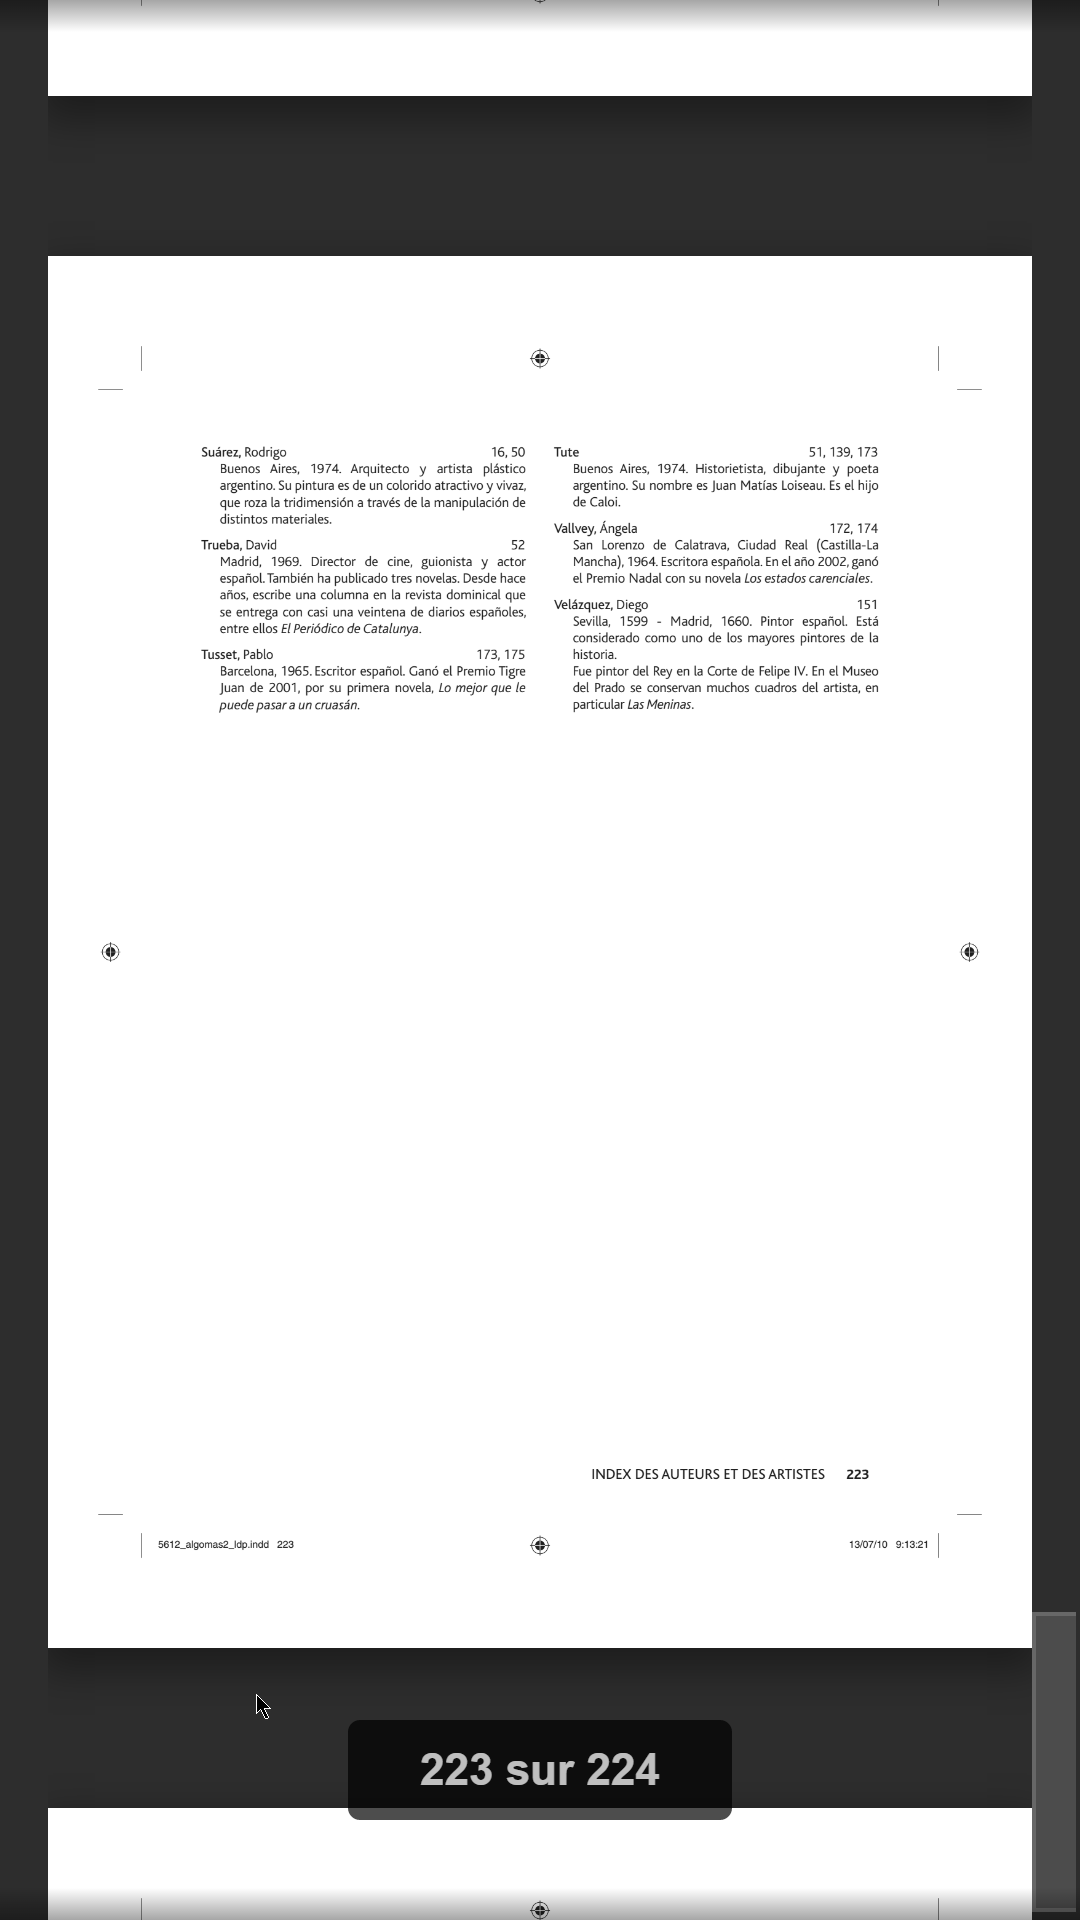 Suárez, Rodrigo 16, 50
Buenos Aires, 1974. Arquitecto y artista plástico
argentino. Su pintura es de un colorido atractivo y vivaz,
que roza la tridimensión a través de la manipulación de
distintos materiales.
Trueba, David 52
Madrid, 1969. Director de cine, guionista y actor
español. También ha publicado tres novelas. Desde hace
años, escribe una columna en la revista dominical que
se entrega con casi una veintena de diarios españoles,
entre ellos El Periódico de Catalunya.
Tusset, Pablo 173, 175
Barcelona, 1965. Escritor español. Ganó el Premio Tigre
Juan de 2001, por su primera novela, Lo mejor que le
puede pasar a un cruasán.
Tute 51, 139, 173
Buenos Aires, 1974. Historietista, dibujante y poeta
argentino. Su nombre es Juan Matías Loiseau. Es el hijo
de Caloi.
Vallvey, Ángela 172, 174
San Lorenzo de Calatrava, Ciudad Real (Castilla-La
Mancha), 1964. Escritora española. En el año 2002, ganó
el Premio Nadal con su novela Los estados carenciales.
Velázquez, Diego 151
Sevilla, 1599 - Madrid, 1660. Pintor español. Está
considerado como uno de los mayores pintores de la
historia.
Fue pintor del Rey en la Corte de Felipe IV. En el Museo
del Prado se conservan muchos cuadros del artista, en
particular Las Meninas.
INDEX DES AUTEURS ET DES ARTISTES 223
5612_algomas2_ldp.indd 223 13/07/10 9:13:21
223 sur 224